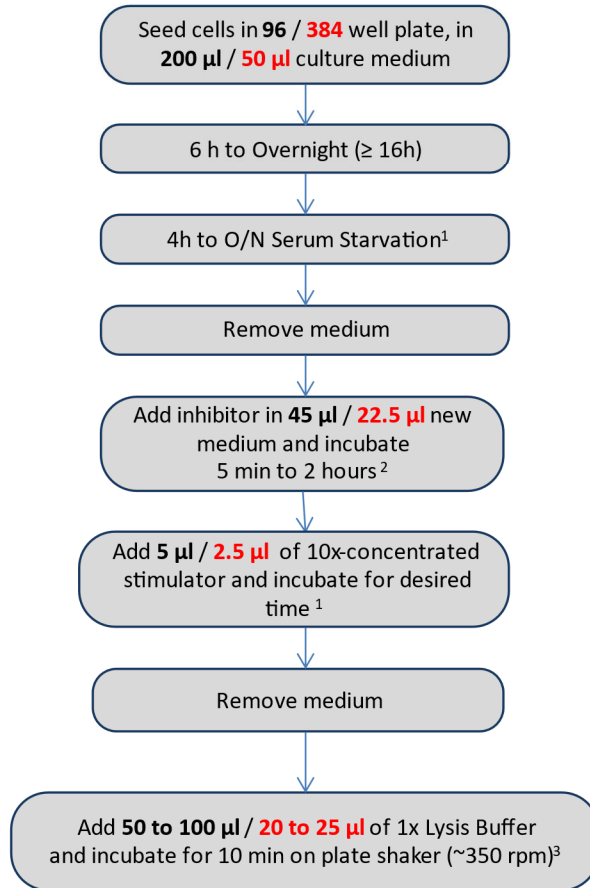 Seed cells in 96 / 384 well plate, in
200 µl / 50 µl culture medium
6 h to Overnight (≥ 16h)
4h to O/N Serum Starvation¹
Remove medium
Add inhibitor in 45 µl / 22.5 µl new
medium and incubate
5 min to 2 hours ²
Add 5 µl / 2.5 µl of 10x-concentrated
stimulator and incubate for desired
time ¹
Remove medium
Add 50 to 100 µl / 20 to 25 µl of 1x Lysis Buffer
and incubate for 10 min on plate shaker (~350 rpm)³